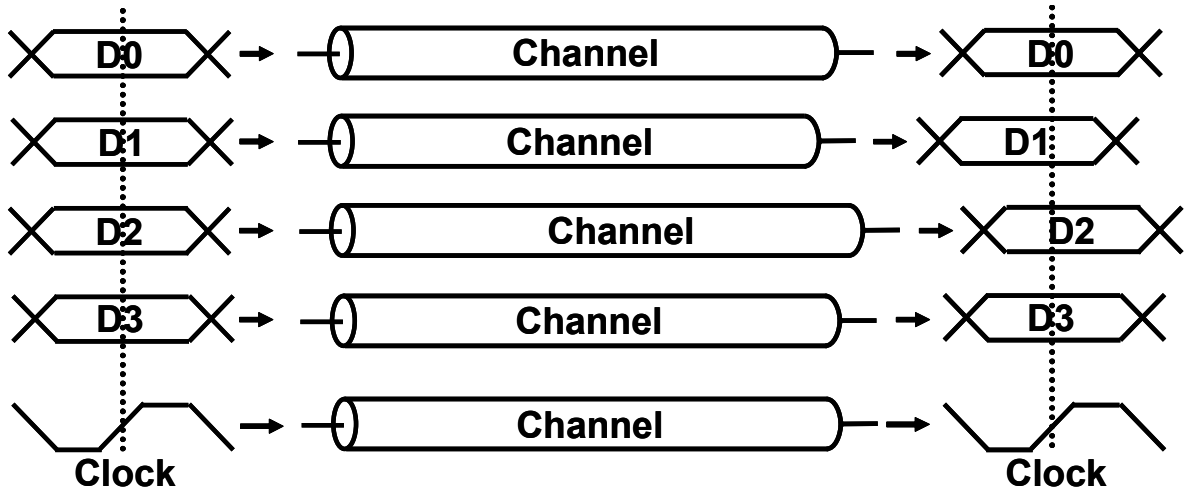 D0 Channel D0
D1 Channel D1
D2 Channel D2
D3 Channel D3
Channel
Clock Clock